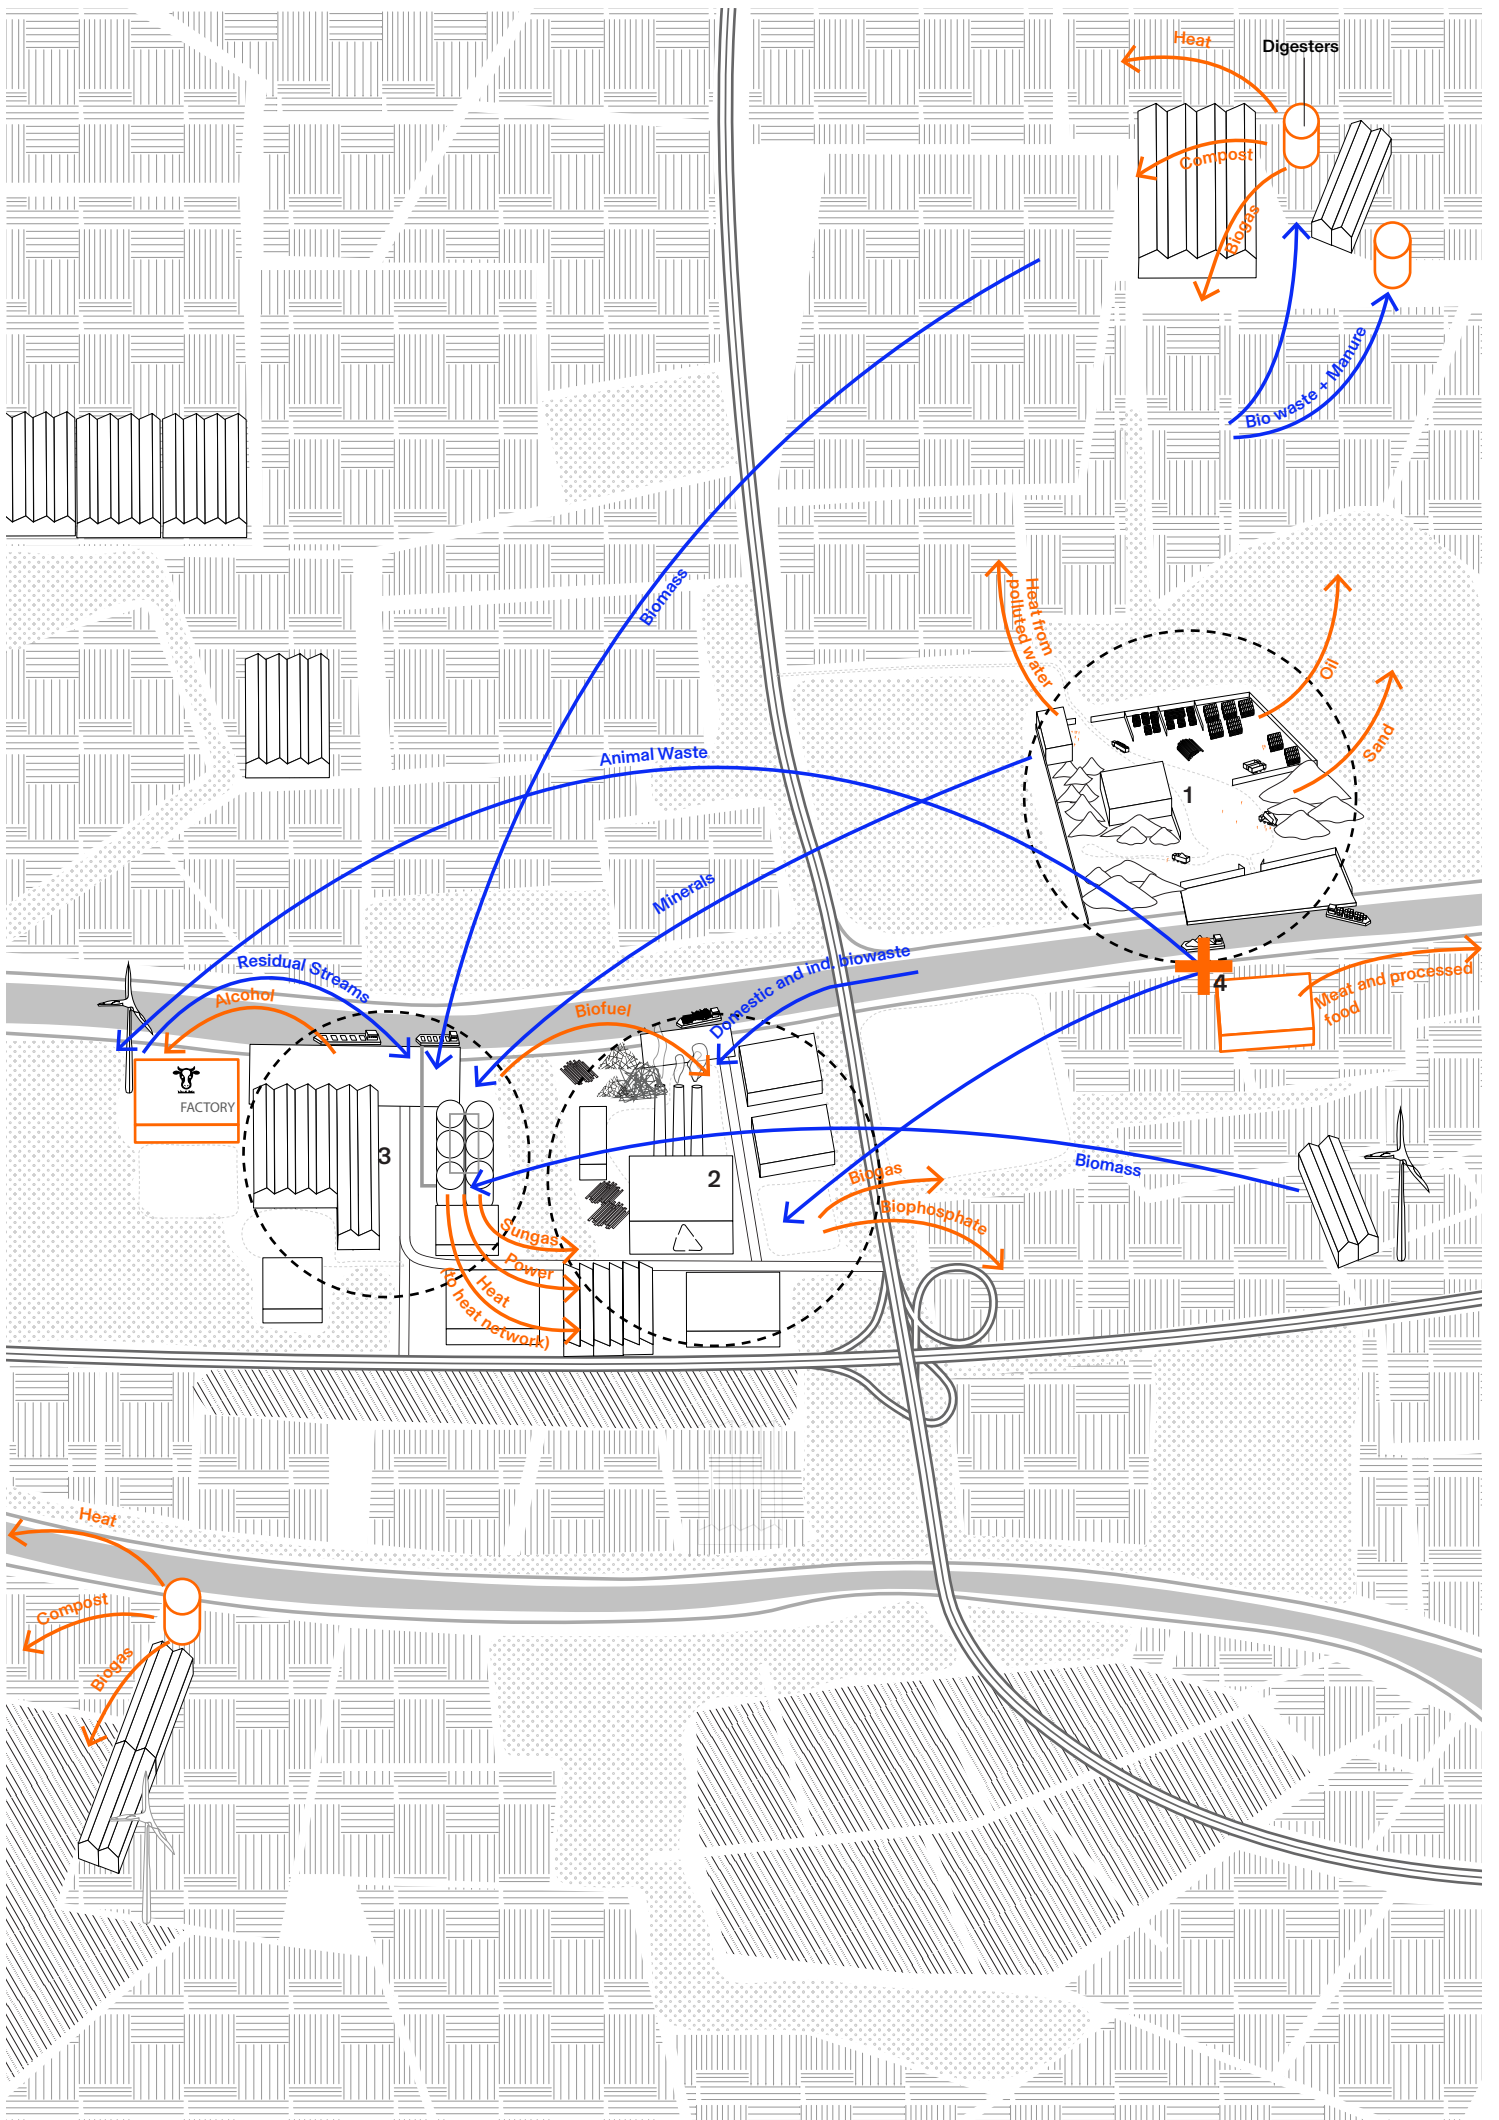 Heat
Digesters
Compost
Biogas
Bio waste + Manure
Biomass
Heat from
polluted water
Oil
Sand
1
Animal Waste
Minerals
Residual Streams
Alcohol
Domestic and ind. biowaste
Biofuel
4
Meat and processed
food
FACTORY
3
2
Biogas
Biophosphate
Biomass
Sungas
Power
Heat
(to heat network)
Heat
Compost
Biogas